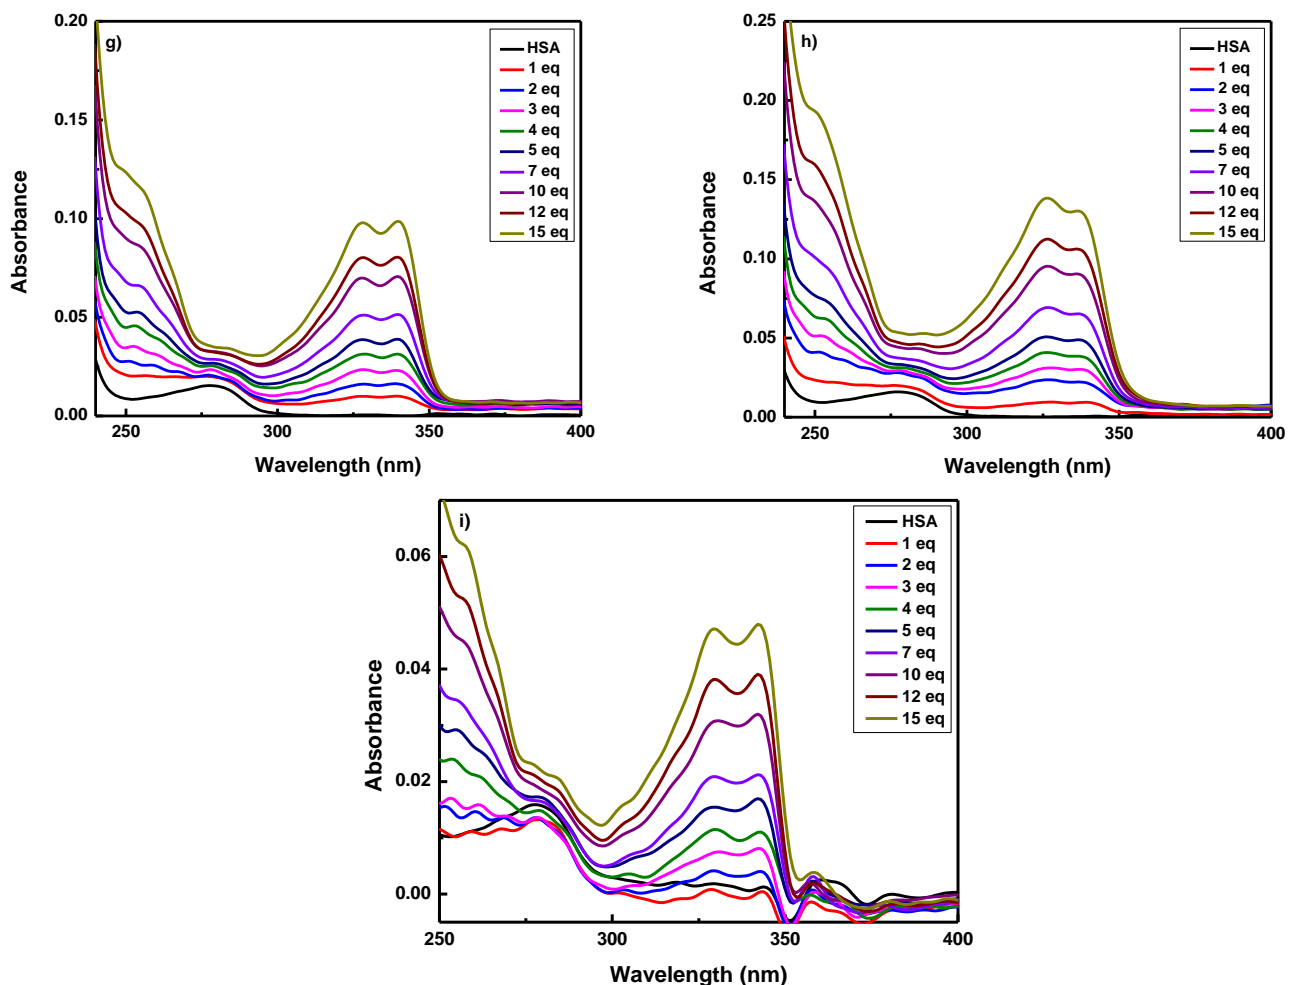 g)
0.20
0.15
0.10
0.05
0.00
Absorbance
250
300
350
400
Wavelength (nm)
HSA
1 eq
2 eq
3 eq
4 eq
5 eq
7 eq
10 eq
12 eq
15 eq
h)
0.25
0.20
0.15
0.10
0.05
0.00
Absorbance
250
300
350
400
Wavelength (nm)
HSA
1 eq
2 eq
3 eq
4 eq
5 eq
7 eq
10 eq
12 eq
15 eq
i)
0.06
0.04
0.02
0.00
Absorbance
250
300
350
400
Wavelength (nm)
HSA
1 eq
2 eq
3 eq
4 eq
5 eq
7 eq
10 eq
12 eq
15 eq